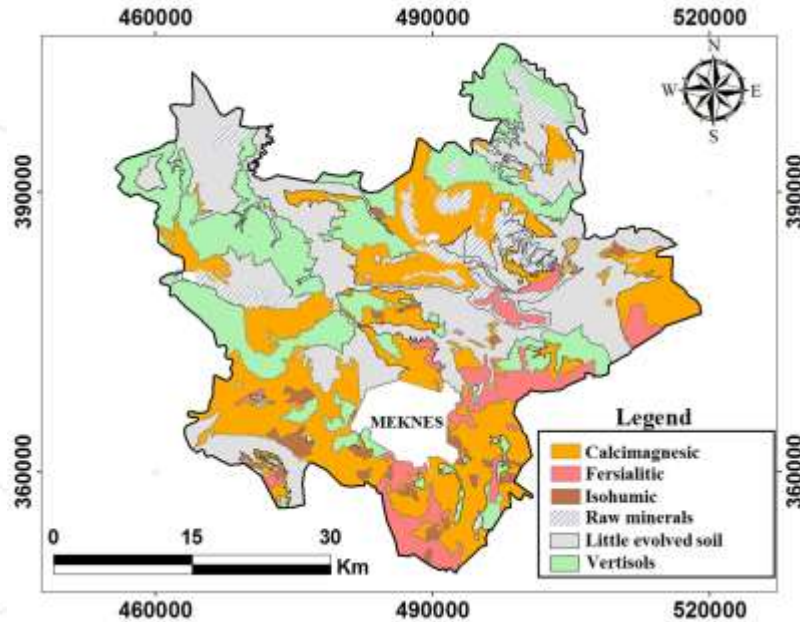 460000 490000 520000
N
W E
S
390000 390000
MEKNES
Legend
Calcimagnesic
Fersialitic
Isohumic
Raw minerals
Little evolved soil
Vertisols
360000 360000
0 15 30
Km
460000 490000 520000